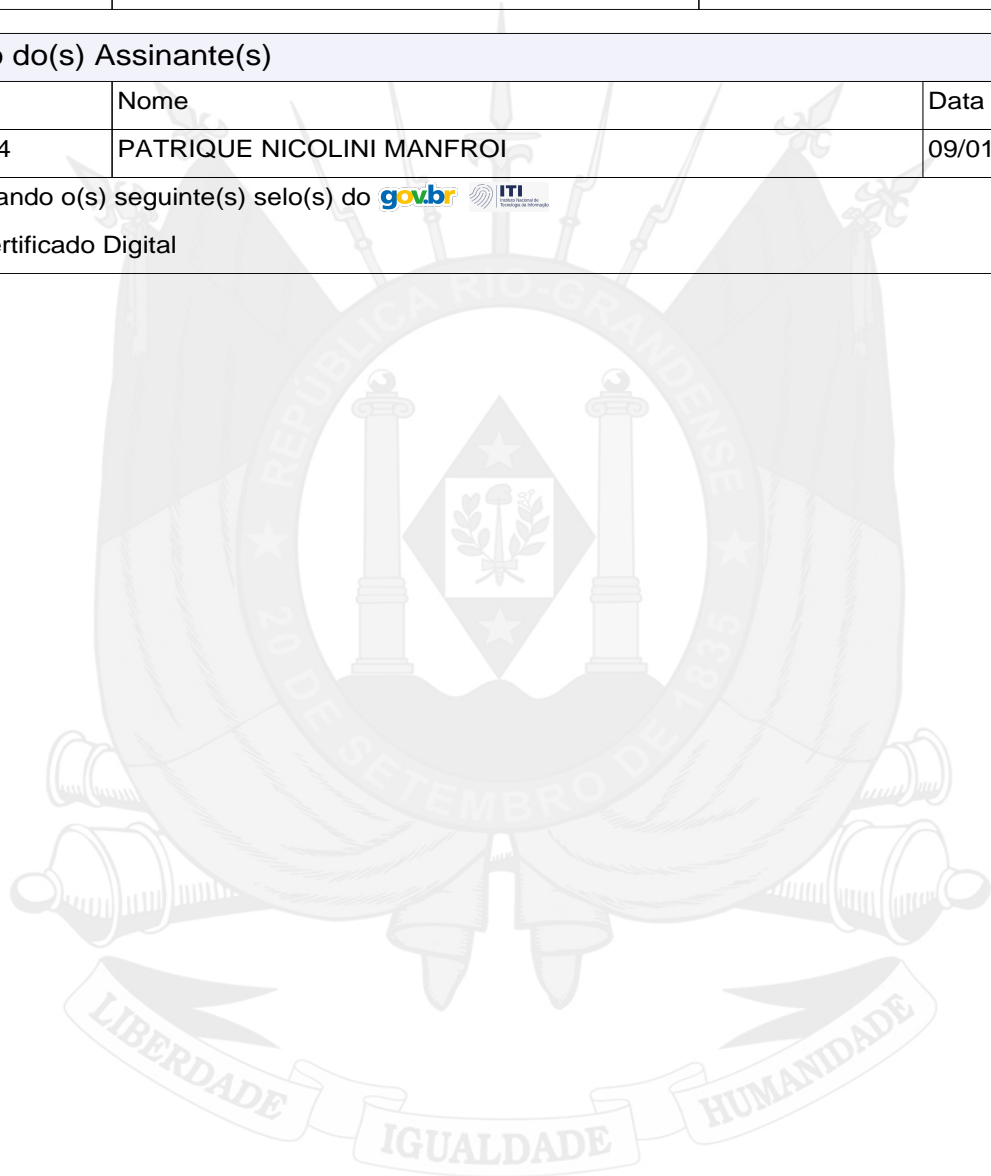 o do(s) Assinante(s)
Nome Data
4 PATRIQUE NICOLINI MANFROI 09/01
ando o(s) seguinte(s) selo(s) do gov.br ITI
rtificado Digital
REPÚBLICA RIO-GRANDENSE
20 DE SETEMBRO DE 1835
LIBERDADE IGUALDADE HUMANIDADE